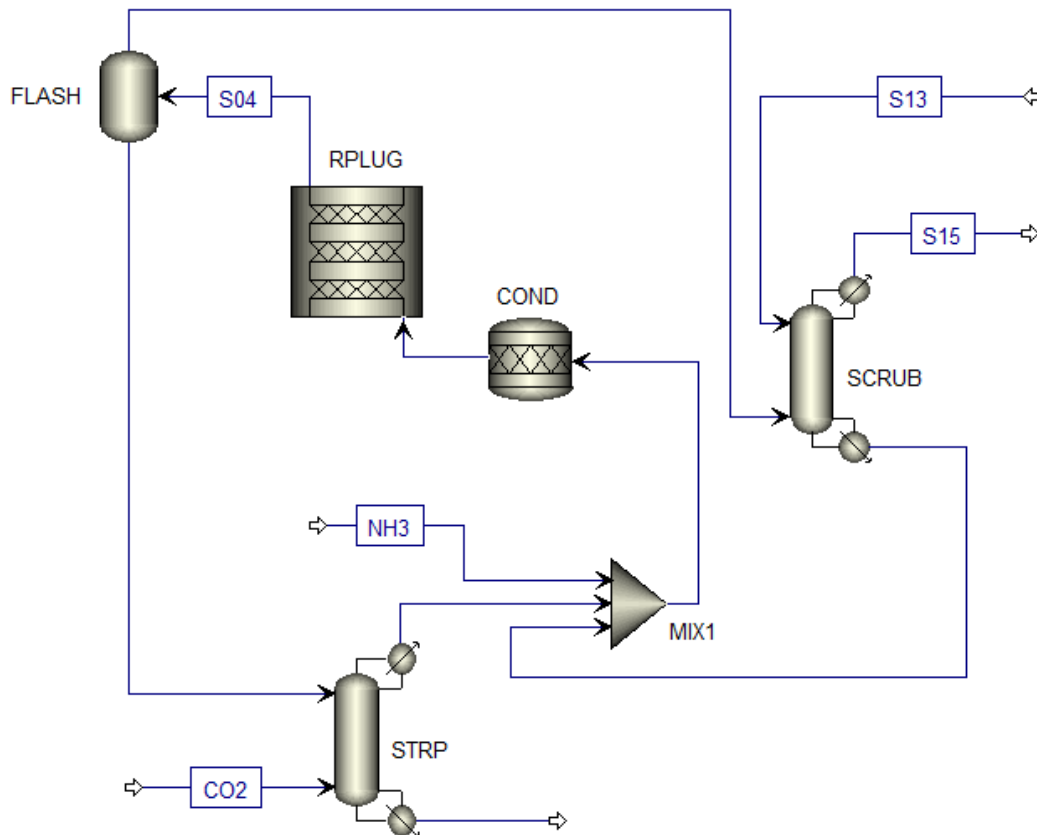 FLASH
S04
S13
RPLUG
S15
COND
SCRUB
NH3
MIX1
STRP
CO2